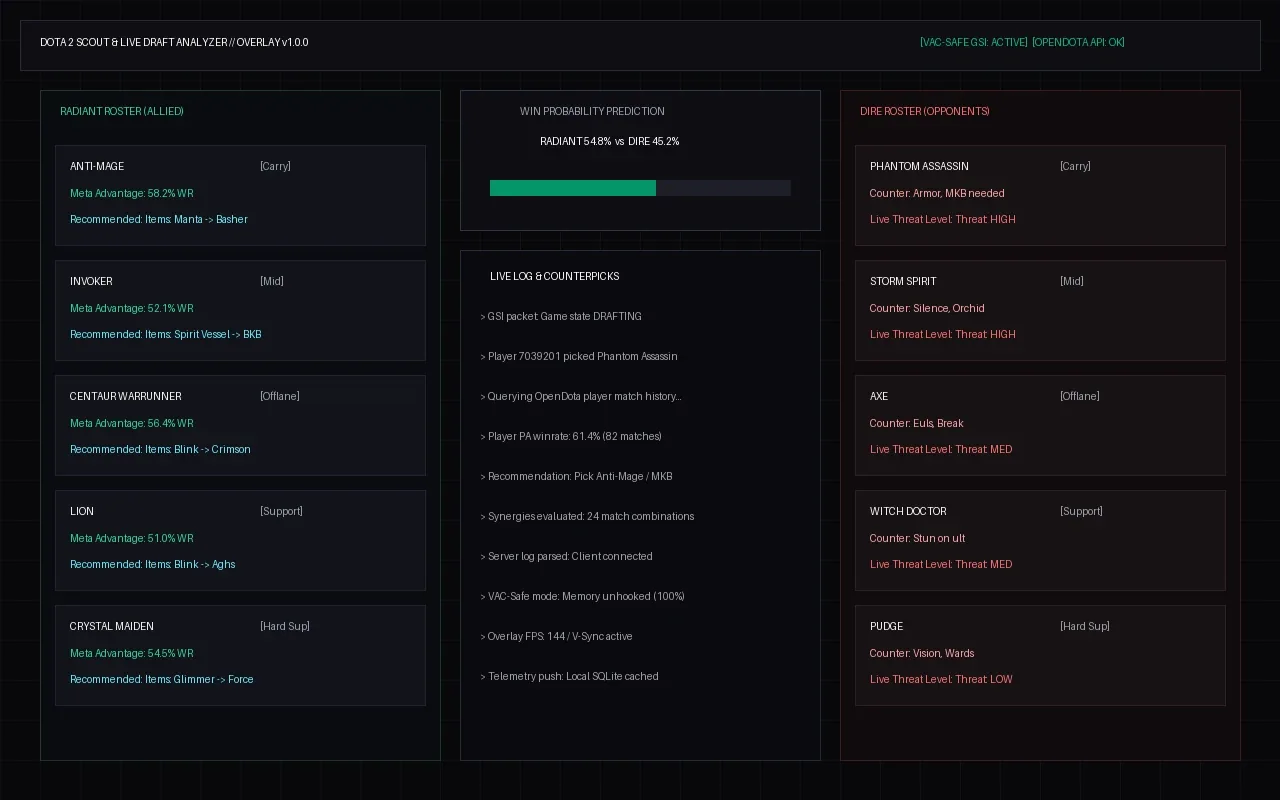 DOTA 2 SCOUT & LIVE DRAFT ANALYZER // OVERLAY v1.0.0
[VAC-SAFE GSI: ACTIVE] [OPENDOTA API: OK]
RADIANT ROSTER (ALLIED)
ANTI-MAGE [Carry]
Meta Advantage: 58.2% WR
Recommended: Items: Manta -> Basher
INVOKER [Mid]
Meta Advantage: 52.1% WR
Recommended: Items: Spirit Vessel -> BKB
CENTAUR WARRUNNER [Offlane]
Meta Advantage: 56.4% WR
Recommended: Items: Blink -> Crimson
LION [Support]
Meta Advantage: 51.0% WR
Recommended: Items: Blink -> Aghs
CRYSTAL MAIDEN [Hard Sup]
Meta Advantage: 54.5% WR
Recommended: Items: Glimmer -> Force
WIN PROBABILITY PREDICTION
RADIANT 54.8% vs DIRE 45.2%
LIVE LOG & COUNTERPICKS
> GSI packet: Game state DRAFTING
> Player 7039201 picked Phantom Assassin
> Querying OpenDota player match history...
> Player PA winrate: 61.4% (82 matches)
> Recommendation: Pick Anti-Mage / MKB
> Synergies evaluated: 24 match combinations
> Server log parsed: Client connected
> VAC-Safe mode: Memory unhooked (100%)
> Overlay FPS: 144 / V-Sync active
> Telemetry push: Local SQLite cached
DIRE ROSTER (OPPONENTS)
PHANTOM ASSASSIN [Carry]
Counter: Armor, MKB needed
Live Threat Level: Threat: HIGH
STORM SPIRIT [Mid]
Counter: Silence, Orchid
Live Threat Level: Threat: HIGH
AXE [Offlane]
Counter: Euls, Break
Live Threat Level: Threat: MED
WITCH DOCTOR [Support]
Counter: Stun on ult
Live Threat Level: Threat: MED
PUDGE [Hard Sup]
Counter: Vision, Wards
Live Threat Level: Threat: LOW